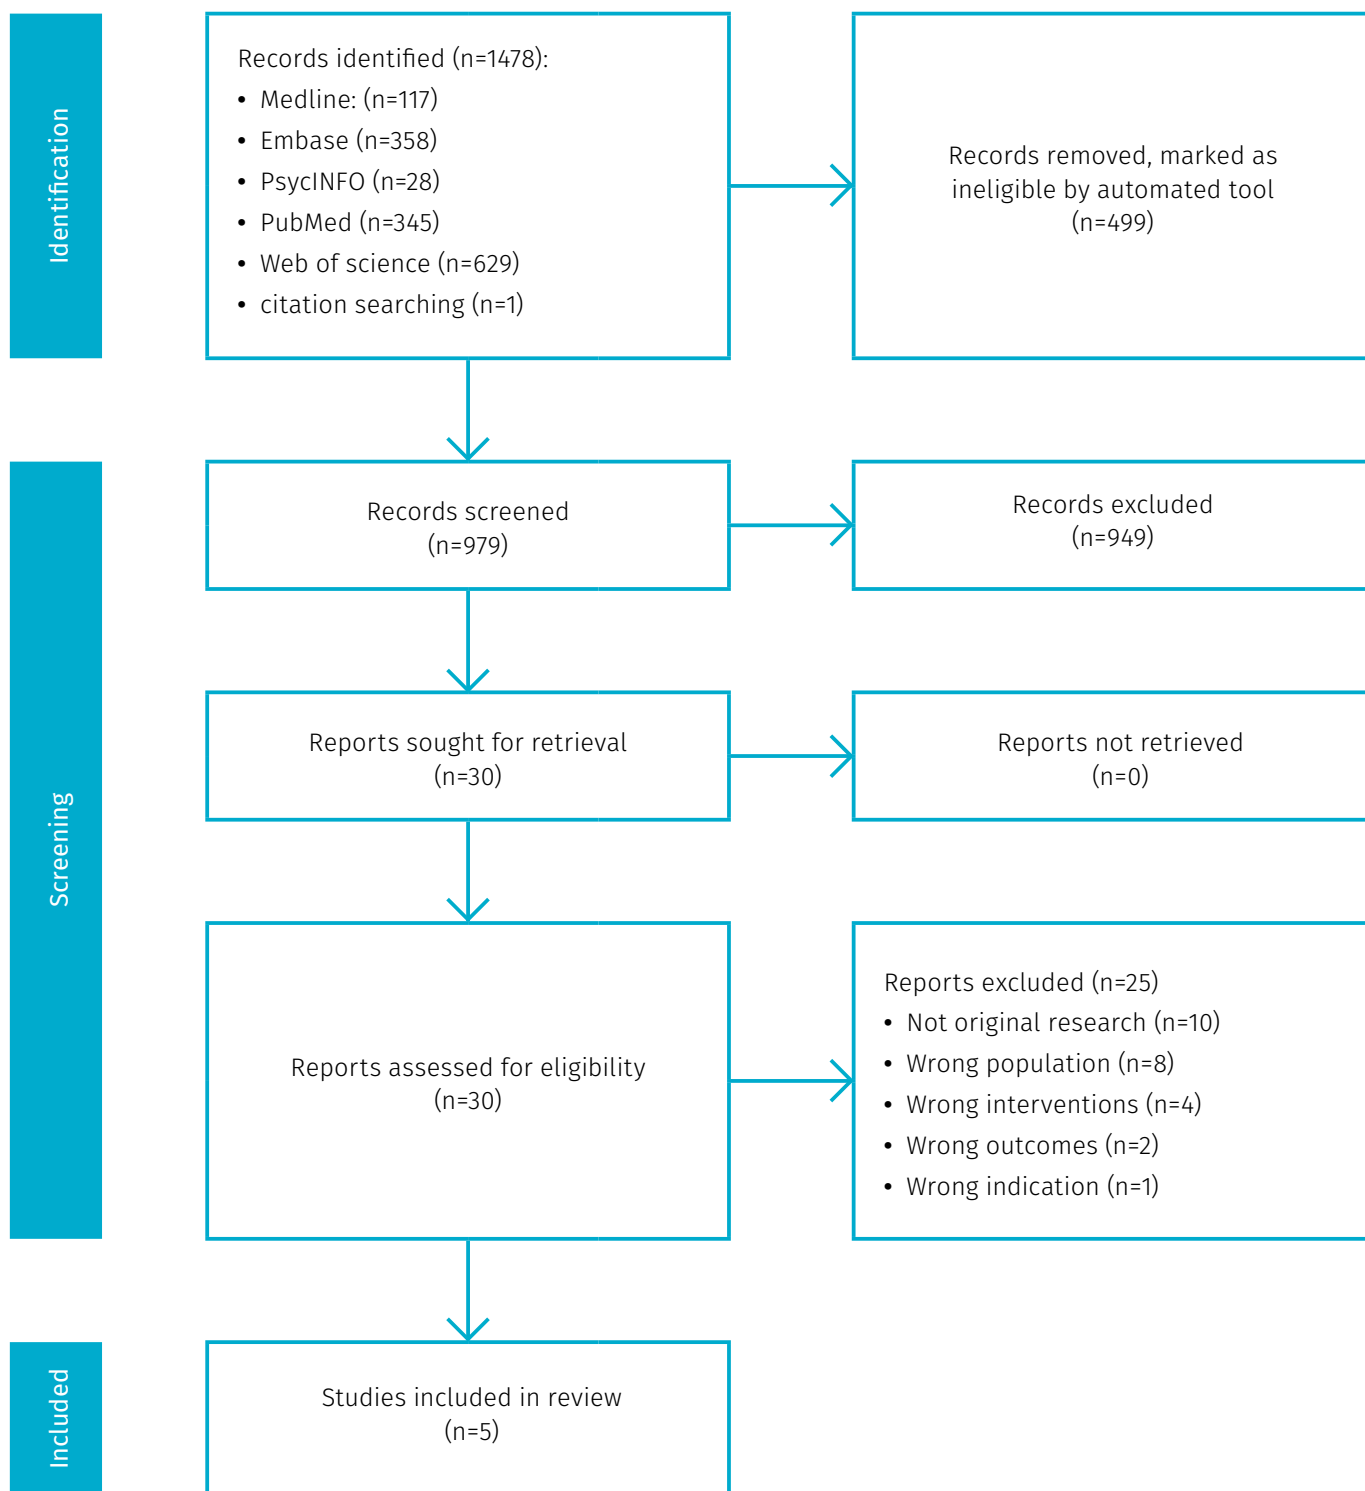 Identification
Records identified (n=1478):
• Medline: (n=117)
• Embase (n=358)
• PsycINFO (n=28)
• PubMed (n=345)
• Web of science (n=629)
• citation searching (n=1)
Records removed, marked as
ineligible by automated tool
(n=499)
Screening
Records screened
(n=979)
Records excluded
(n=949)
Reports sought for retrieval
(n=30)
Reports not retrieved
(n=0)
Reports assessed for eligibility
(n=30)
Reports excluded (n=25)
• Not original research (n=10)
• Wrong population (n=8)
• Wrong interventions (n=4)
• Wrong outcomes (n=2)
• Wrong indication (n=1)
Included
Studies included in review
(n=5)